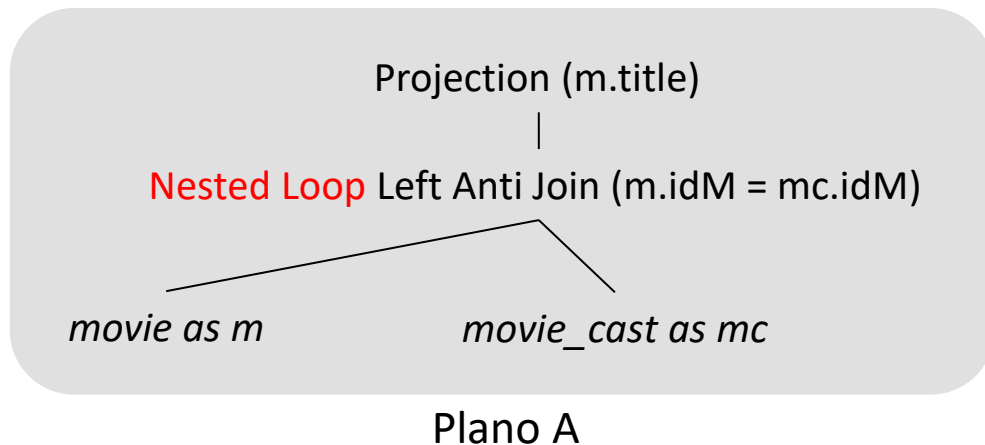 Projection (m.title)
Nested Loop Left Anti Join (m.idM = mc.idM)
movie as m movie_cast as mc
Plano A